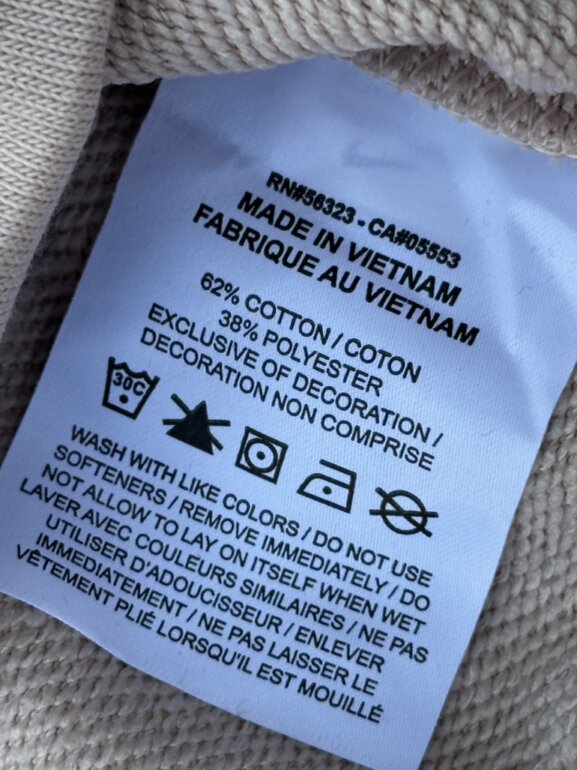 RN#56323 - CA#05553
MADE IN VIETNAM
FABRIQUE AU VIETNAM
62% COTTON / COTON
38% POLYESTER
EXCLUSIVE OF DECORATION /
DECORATION NON COMPRISE
30C
WASH WITH LIKE COLORS / DO NOT USE
SOFTENERS / REMOVE IMMEDIATELY / DO
NOT ALLOW TO LAY ON ITSELF WHEN WET
LAVER AVEC COULEURS SIMILAIRES / NE PAS
UTILISER D'ADOUCISSEUR / ENLEVER
IMMEDIATEMENT / NE PAS LAISSER LE
VÊTEMENT PLIÉ LORSQU'IL EST MOUILLÉ